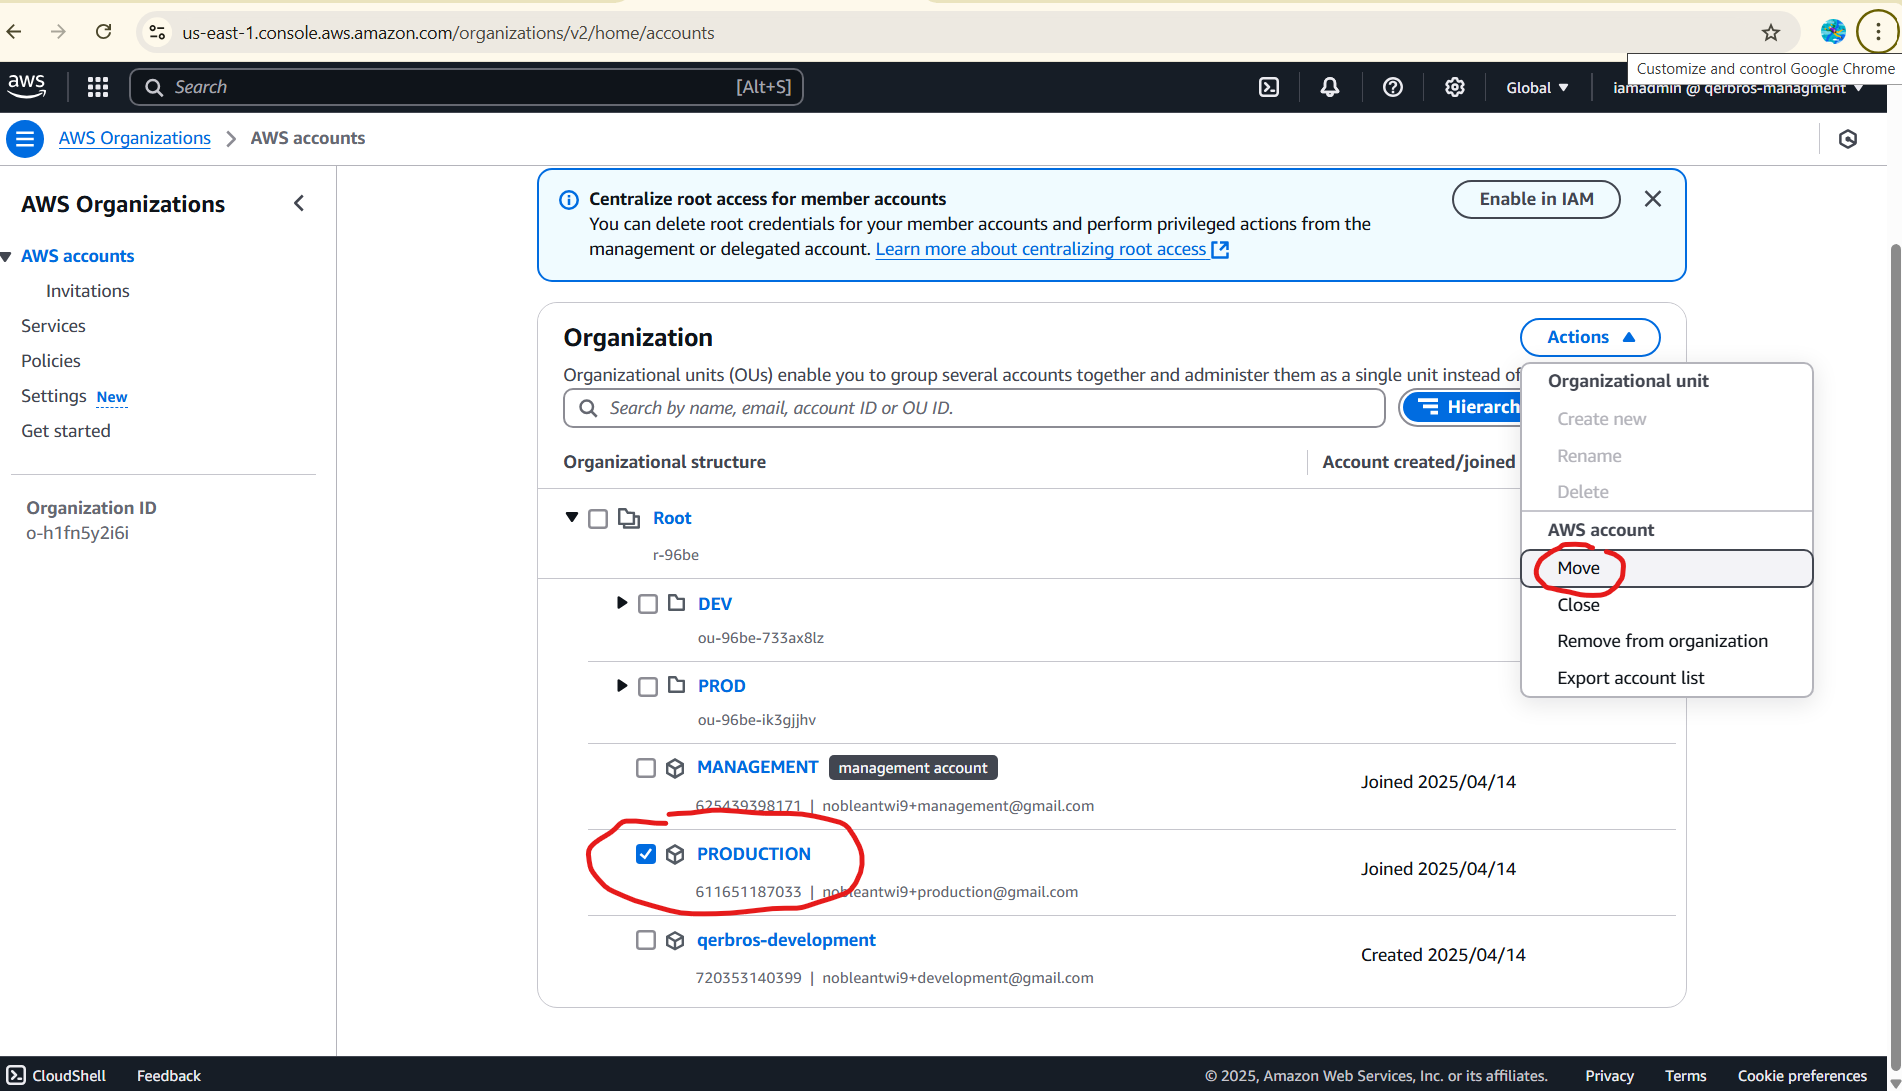 us-east-1.console.aws.amazon.com/organizations/v2/home/accounts
Customize and control Google Chrome
aws
Search
[Alt+S]
Global
iamadmin @ qerbros-managment
AWS Organizations
AWS accounts
AWS Organizations
AWS accounts
Invitations
Services
Policies
Settings New
Get started
Organization ID
o-h1fn5y2i6i
Centralize root access for member accounts
You can delete root credentials for your member accounts and perform privileged actions from the
management or delegated account. Learn more about centralizing root access
Enable in IAM
Organization
Actions
Organizational units (OUs) enable you to group several accounts together and administer them as a single unit instead of
Search by name, email, account ID or OU ID.
Hierarch
Organizational structure
Account created/joined
Organizational unit
Create new
Rename
Delete
AWS account
Move
Close
Remove from organization
Export account list
Root
r-96be
DEV
ou-96be-733ax8lz
PROD
ou-96be-ik3gjjhv
MANAGEMENT management account
625439398171 | nobleantwi9+management@gmail.com
Joined 2025/04/14
PRODUCTION
611651187033 | nobleantwi9+production@gmail.com
Joined 2025/04/14
qerbros-development
720353140399 | nobleantwi9+development@gmail.com
Created 2025/04/14
CloudShell
Feedback
© 2025, Amazon Web Services, Inc. or its affiliates.
Privacy
Terms
Cookie preferences